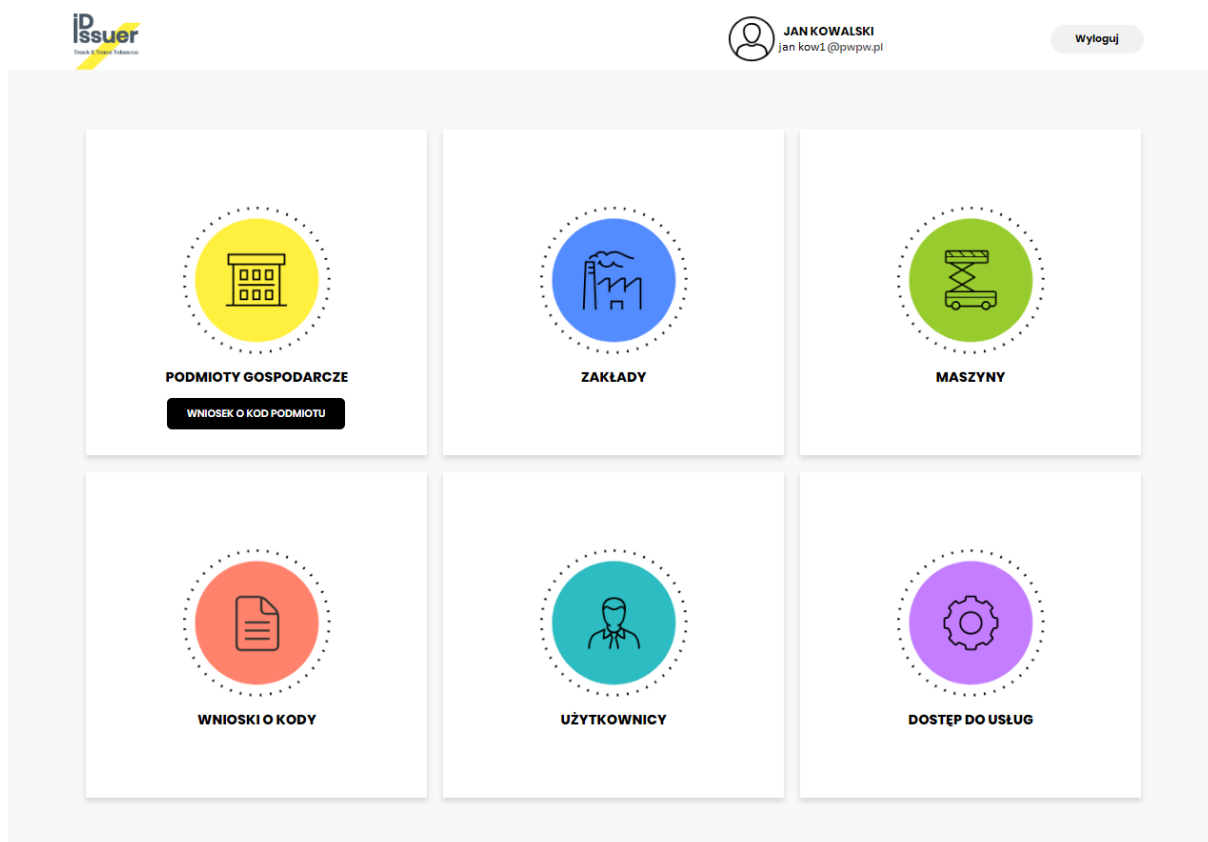 iD
issuer
Track & Trace Tobacco
JAN KOWALSKI
jan kow1@pwpw.pl
Wyloguj
PODMIOTY GOSPODARCZE
WNIOSEK O KOD PODMIOTU
ZAKŁADY
MASZYNY
WNIOSKI O KODY
UŻYTKOWNICY
DOSTĘP DO USŁUG